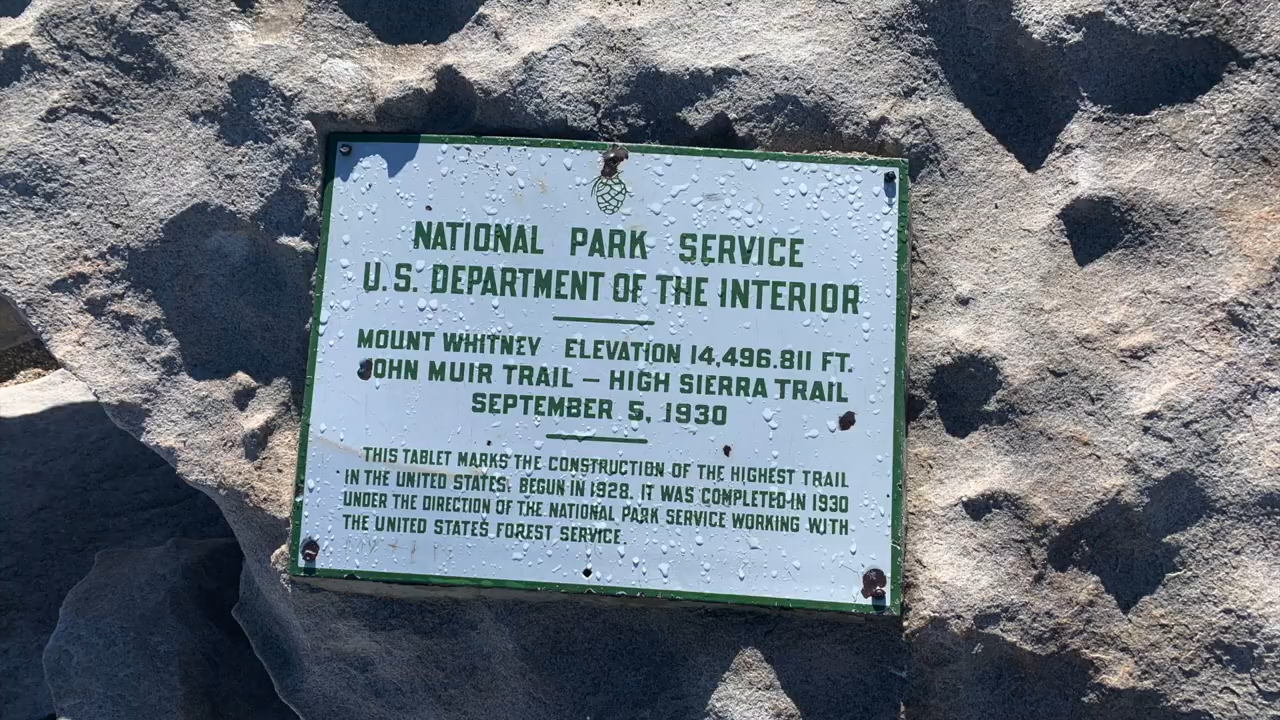 NATIONAL PARK SERVICE
U.S. DEPARTMENT OF THE INTERIOR
MOUNT WHITNEY ELEVATION 14,496.811 FT.
JOHN MUIR TRAIL – HIGH SIERRA TRAIL
SEPTEMBER 5, 1930
THIS TABLET MARKS THE CONSTRUCTION OF THE HIGHEST TRAIL
IN THE UNITED STATES. BEGUN IN 1928. IT WAS COMPLETED IN 1930
UNDER THE DIRECTION OF THE NATIONAL PARK SERVICE WORKING WITH
THE UNITED STATES FOREST SERVICE.